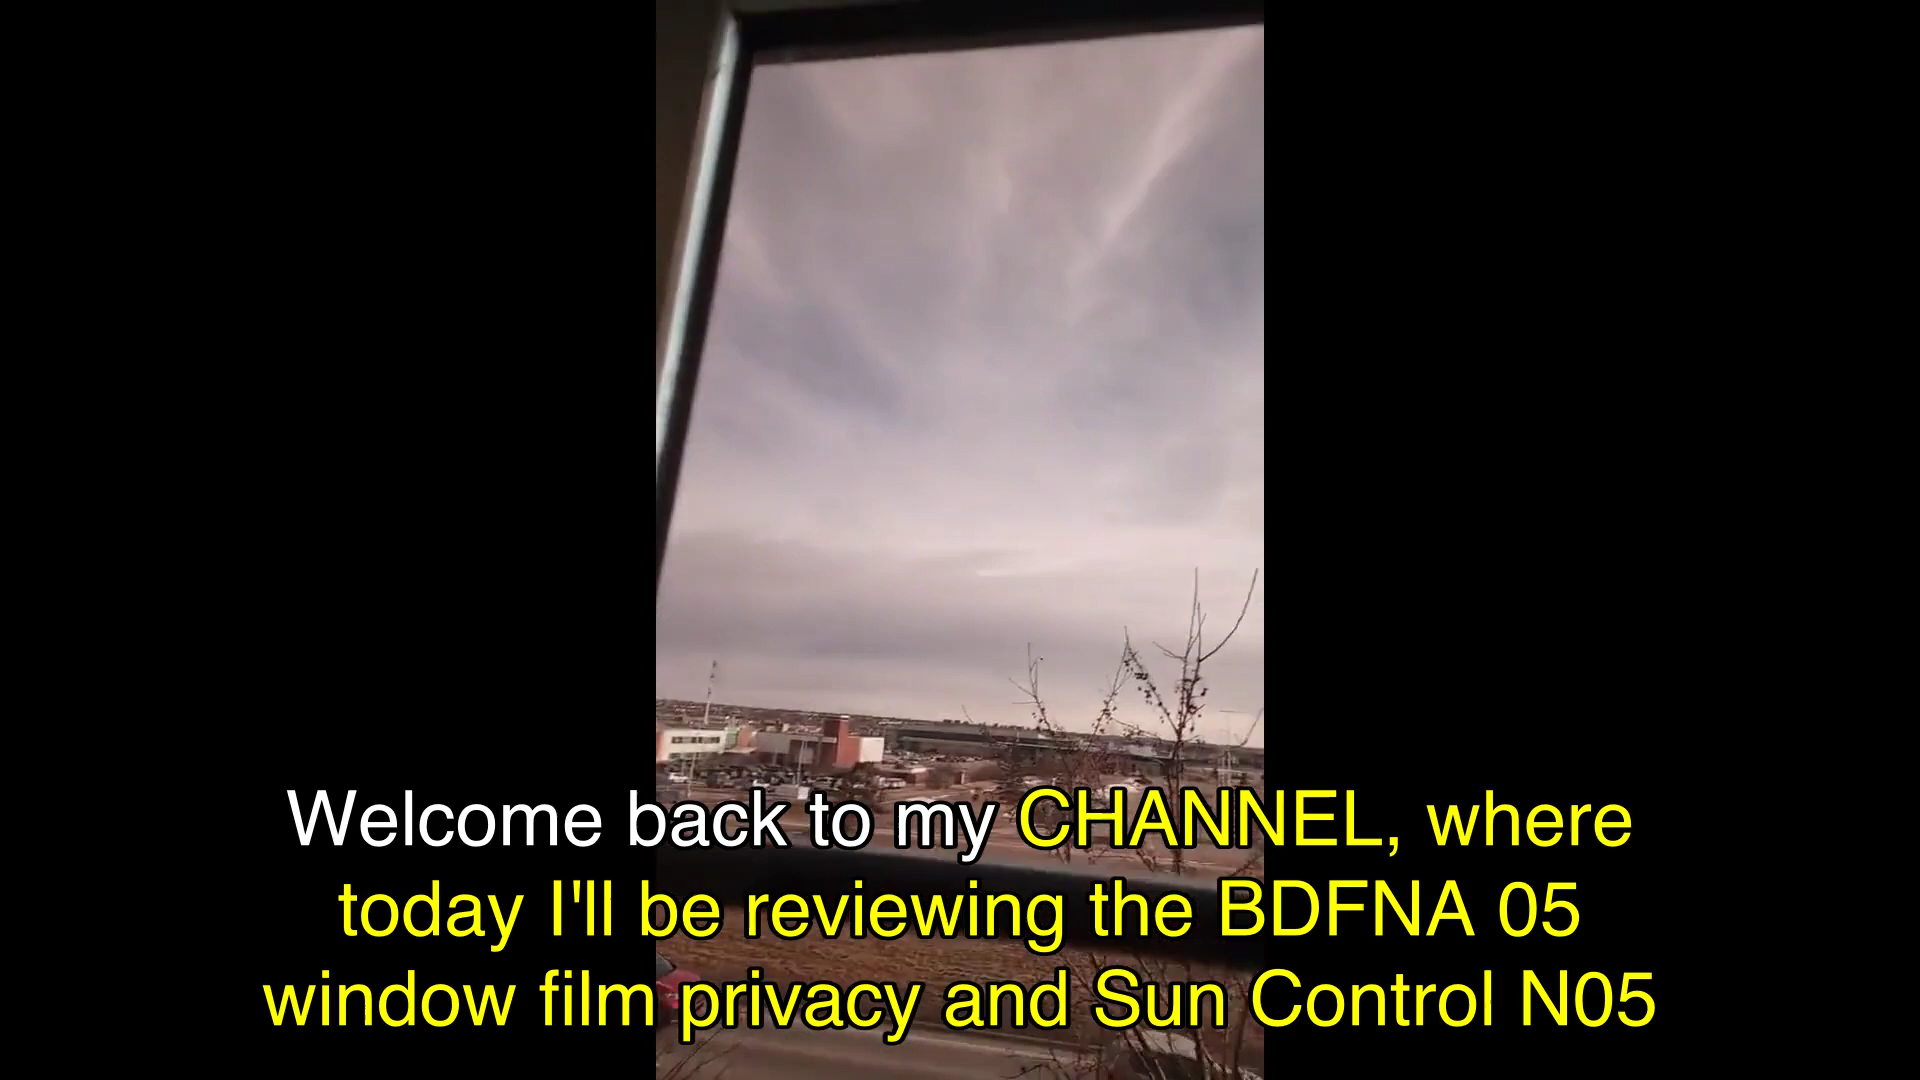 Welcome back to my CHANNEL, where
today I'll be reviewing the BDFNA 05
window film privacy and Sun Control N05